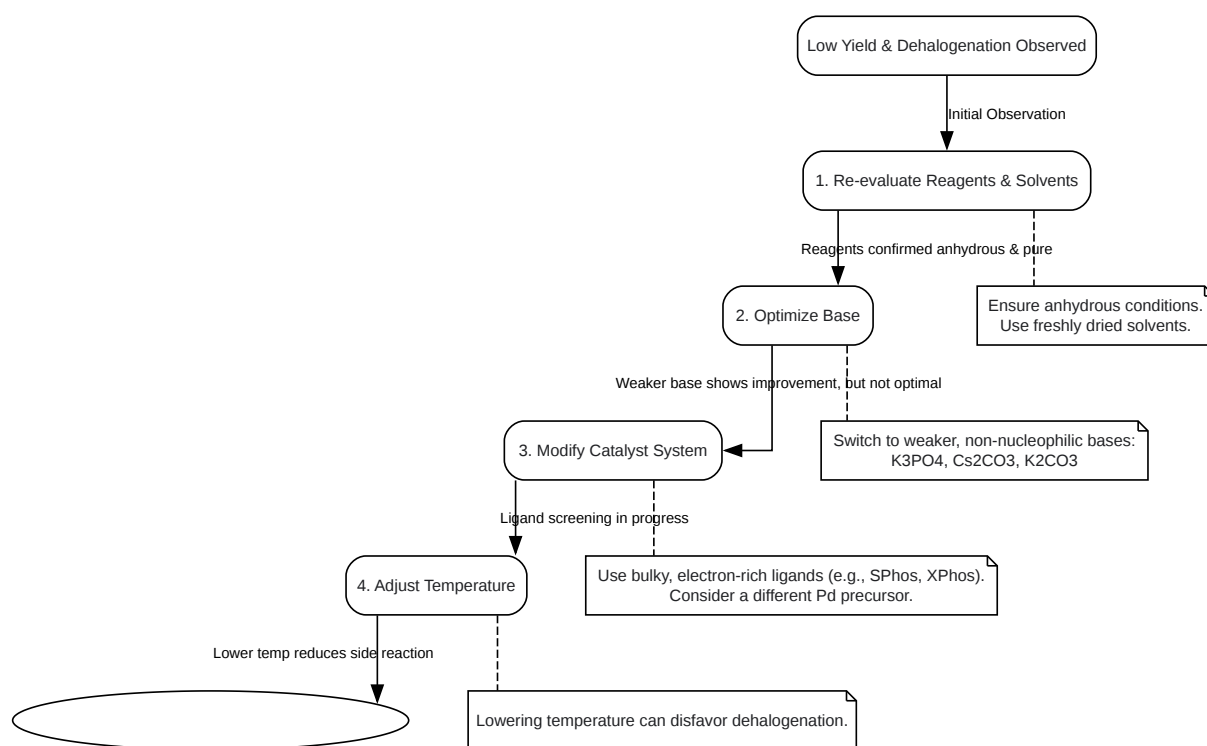 Low Yield & Dehalogenation Observed
Initial Observation
1. Re-evaluate Reagents & Solvents
Reagents confirmed anhydrous & pure
Ensure anhydrous conditions.
Use freshly dried solvents.
2. Optimize Base
Weaker base shows improvement, but not optimal
Switch to weaker, non-nucleophilic bases:
K3PO4, Cs2CO3, K2CO3
3. Modify Catalyst System
Ligand screening in progress
Use bulky, electron-rich ligands (e.g., SPhos, XPhos).
Consider a different Pd precursor.
4. Adjust Temperature
Lower temp reduces side reaction
Lowering temperature can disfavor dehalogenation.